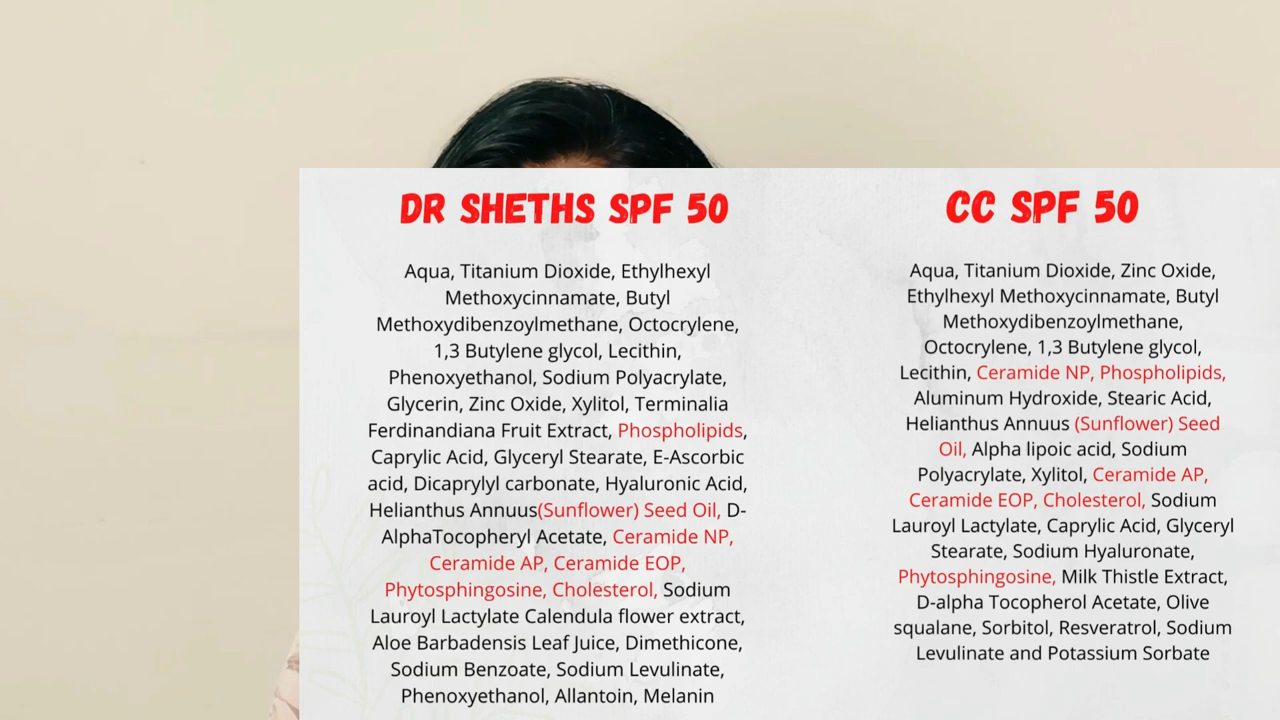 DR SHETHS SPF 50
Aqua, Titanium Dioxide, Ethylhexyl
Methoxycinnamate, Butyl
Methoxydibenzoylmethane, Octocrylene,
1,3 Butylene glycol, Lecithin,
Phenoxyethanol, Sodium Polyacrylate,
Glycerin, Zinc Oxide, Xylitol, Terminalia
Ferdinandiana Fruit Extract, Phospholipids,
Caprylic Acid, Glyceryl Stearate, E-Ascorbic
acid, Dicaprylyl carbonate, Hyaluronic Acid,
Helianthus Annuus(Sunflower) Seed Oil, D-
AlphaTocopheryl Acetate, Ceramide NP,
Ceramide AP, Ceramide EOP,
Phytosphingosine, Cholesterol, Sodium
Lauroyl Lactylate Calendula flower extract,
Aloe Barbadensis Leaf Juice, Dimethicone,
Sodium Benzoate, Sodium Levulinate,
Phenoxyethanol, Allantoin, Melanin
CC SPF 50
Aqua, Titanium Dioxide, Zinc Oxide,
Ethylhexyl Methoxycinnamate, Butyl
Methoxydibenzoylmethane,
Octocrylene, 1,3 Butylene glycol,
Lecithin, Ceramide NP, Phospholipids,
Aluminum Hydroxide, Stearic Acid,
Helianthus Annuus (Sunflower) Seed
Oil, Alpha lipoic acid, Sodium
Polyacrylate, Xylitol, Ceramide AP,
Ceramide EOP, Cholesterol, Sodium
Lauroyl Lactylate, Caprylic Acid, Glyceryl
Stearate, Sodium Hyaluronate,
Phytosphingosine, Milk Thistle Extract,
D-alpha Tocopherol Acetate, Olive
squalane, Sorbitol, Resveratrol, Sodium
Levulinate and Potassium Sorbate